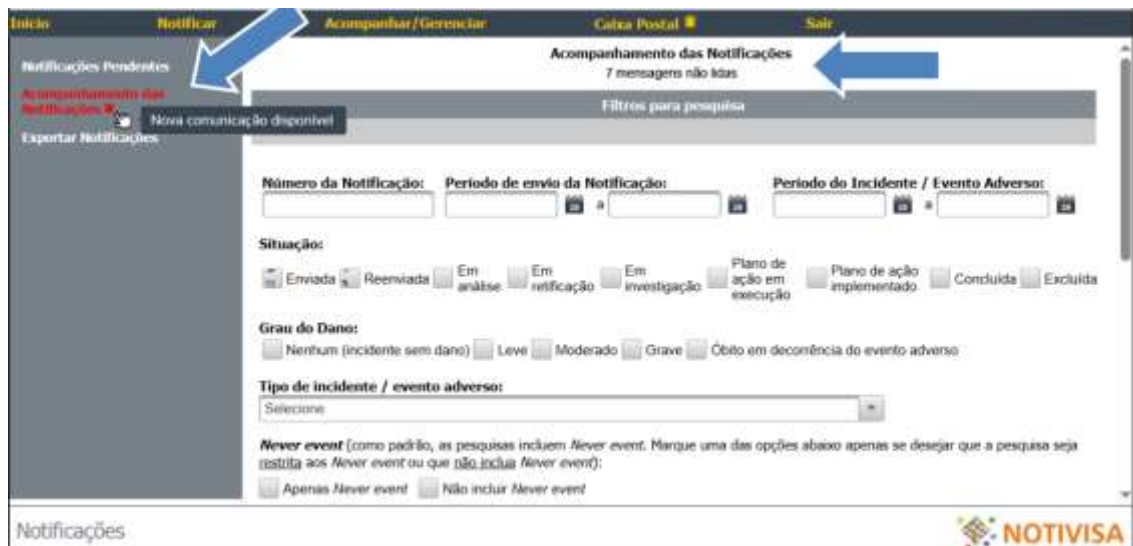 Início Notificar Acompanhar/Gerenciar Caixa Postal Sair
Notificações Pendentes
Acompanhamento das
Notificações
Nova comunicação disponível
Exportar Notificações
Acompanhamento das Notificações
7 mensagens não lidas
Filtros para pesquisa
Número da Notificação: Período de envio da Notificação: Período do Incidente / Evento Adverso:
a a
Situação:
Enviada Reenviada Em análise Em retificação Em investigação Plano de ação em execução Plano de ação implementado Concluída Excluída
Grau do Dano:
Nenhum (incidente sem dano) Leve Moderado Grave Óbito em decorrência do evento adverso
Tipo de incidente / evento adverso:
Selecione
Never event (como padrão, as pesquisas incluem Never event. Marque uma das opções abaixo apenas se desejar que a pesquisa seja
restrita aos Never event ou que não inclua Never event):
Apenas Never event Não incluir Never event
Notificações
NOTIVISA